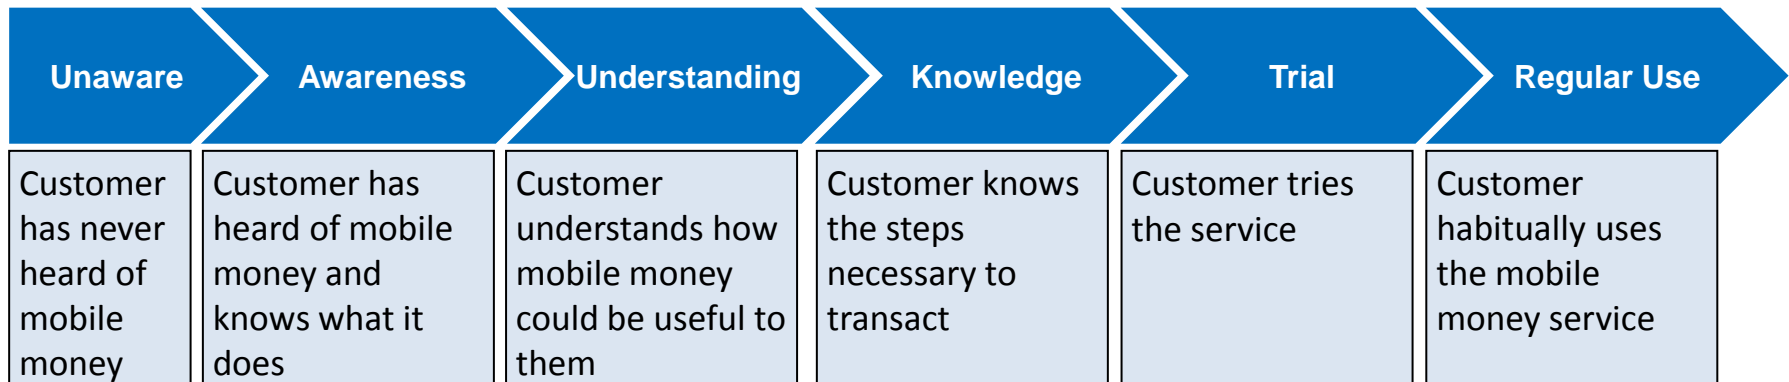 Unaware
Awareness
Understanding
Knowledge
Trial
Regular Use
Customer
has never
heard of
mobile
money
Customer has
heard of mobile
money and
knows what it
does
Customer
understands how
mobile money
could be useful to
them
Customer knows
the steps
necessary to
transact
Customer tries
the service
Customer
habitually uses
the mobile
money service